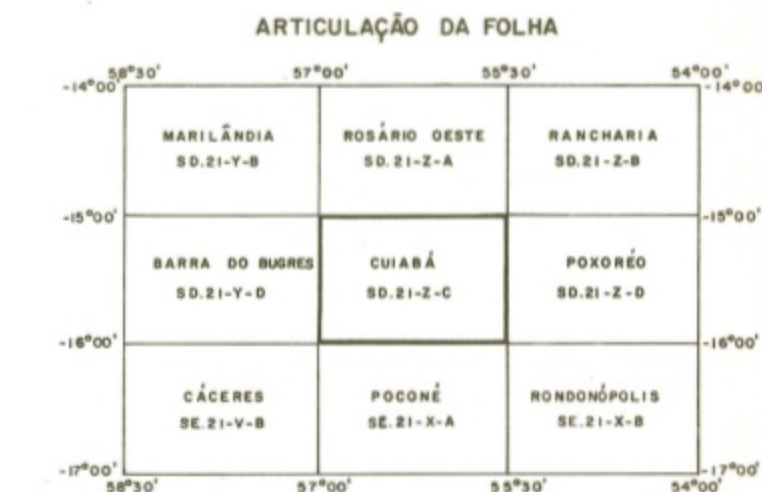 ARTICULAÇÃO DA FOLHA
58°30' 57°00' 55°30' 54°00'
-14°00' -14°00'
MARILÂNDIA ROSÁRIO OESTE RANCHARIA
SD.21-Y-B SD.21-Z-A SD.21-Z-B
-15°00' -15°00'
BARRA DO BUGRES CUIABÁ POXORÉO
SD.21-Y-D SD.21-Z-C SD.21-Z-D
-16°00' -16°00'
CÁCERES POCONÉ RONDONÓPOLIS
SE.21-V-B SE.21-X-A SE.21-X-B
-17°00' -17°00'
58°30' 57°00' 55°30' 54°00'